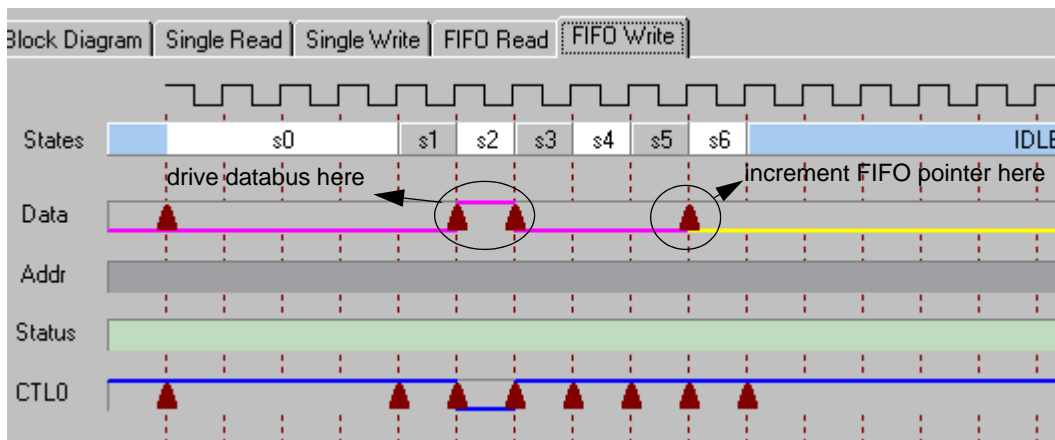 Block Diagram Single Read Single Write FIFO Read FIFO Write
States s0 s1 s2 s3 s4 s5 s6 IDLE
drive databus here increment FIFO pointer here
Data
Addr
Status
CTL0